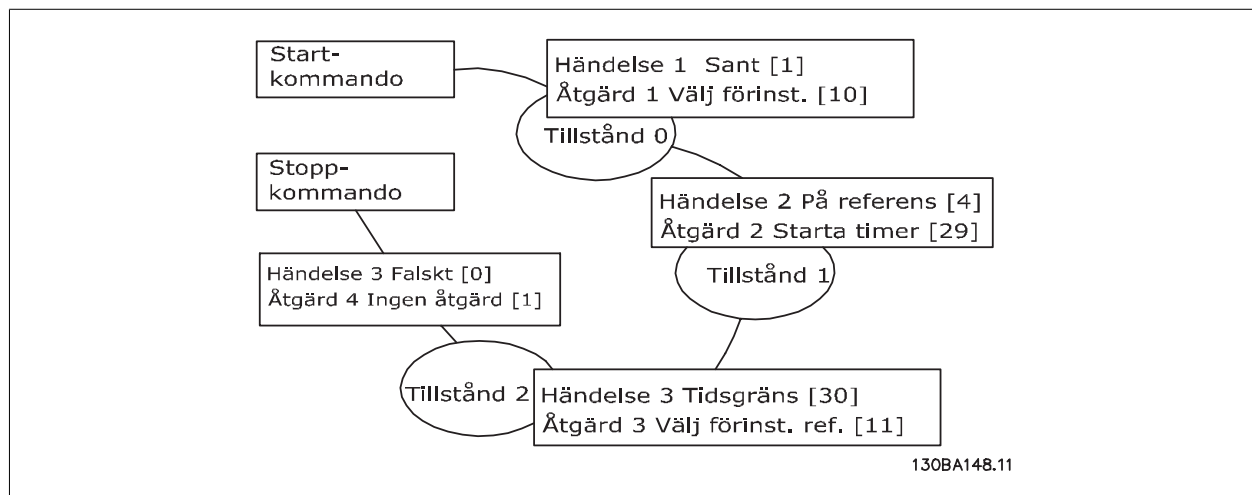 Start-
kommando
Händelse 1  Sant [1]
Åtgärd 1 Välj förinst. [10]
Tillstånd 0
Stopp-
kommando
Händelse 2 På referens [4]
Åtgärd 2 Starta timer [29]
Tillstånd 1
Händelse 3 Falskt [0]
Åtgärd 4 Ingen åtgärd [1]
Tillstånd 2
Händelse 3 Tidsgräns [30]
Åtgärd 3 Välj förinst. ref. [11]
130BA148.11